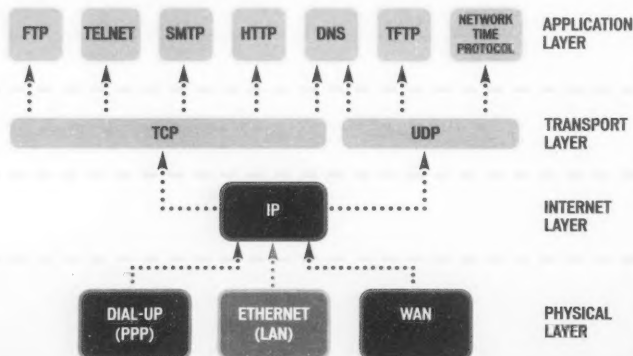 FTP TELNET SMTP HTTP DNS TFTP NETWORK TIME PROTOCOL APPLICATION LAYER
TCP UDP TRANSPORT LAYER
IP INTERNET LAYER
DIAL-UP (PPP) ETHERNET (LAN) WAN PHYSICAL LAYER